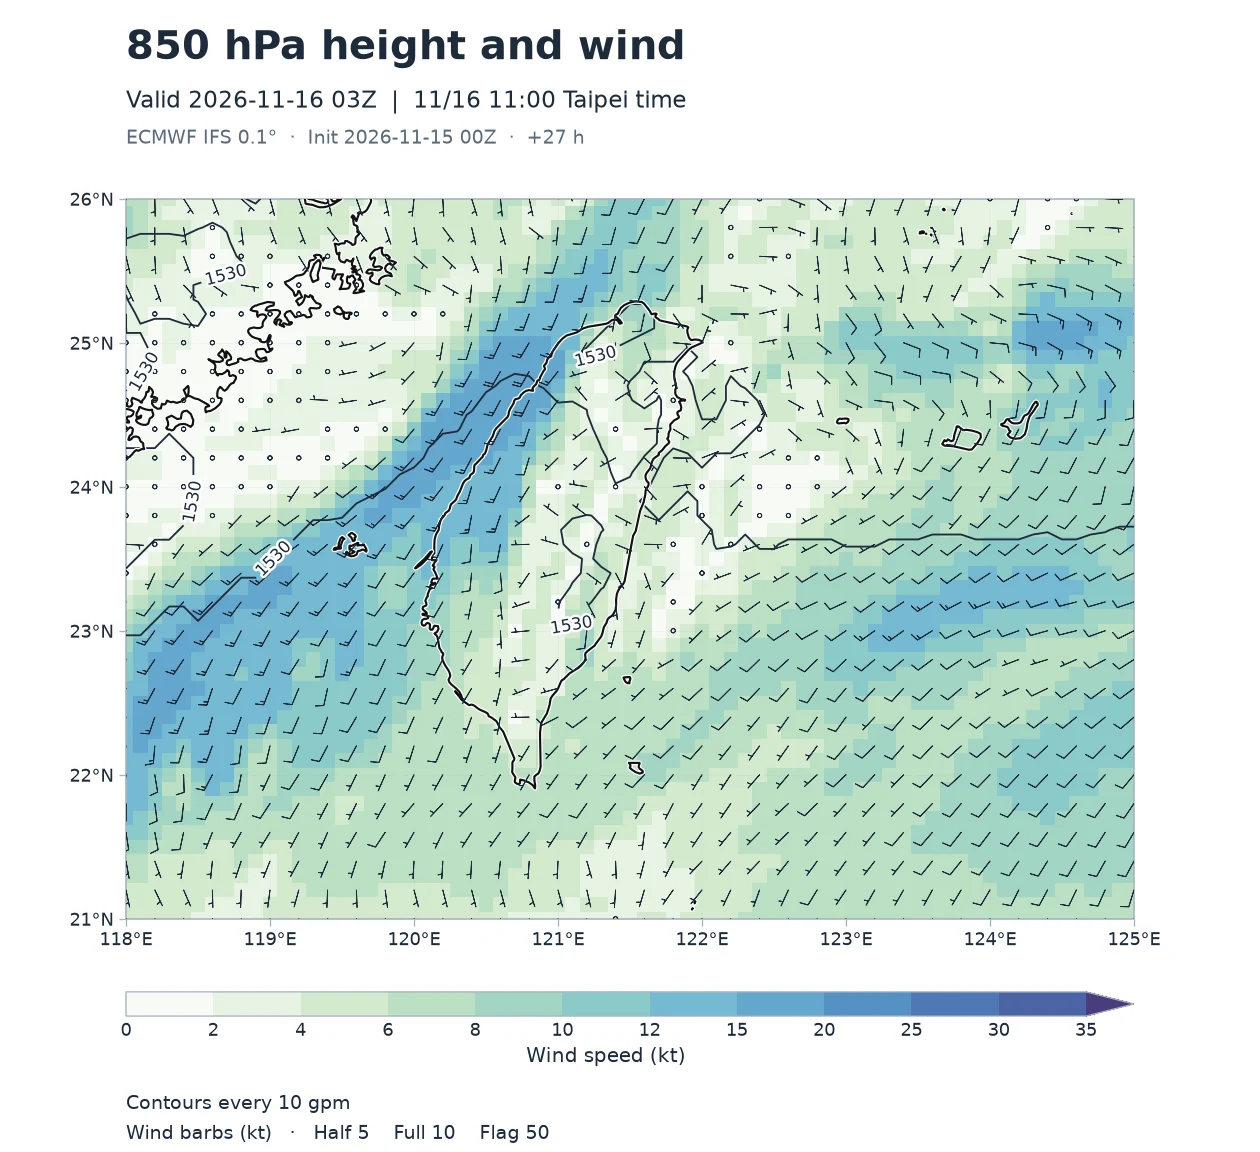 850 hPa height and wind
Valid 2026-11-16 03Z | 11/16 11:00 Taipei time
ECMWF IFS 0.1° · Init 2026-11-15 00Z · +27 h
26°N
25°N
24°N
23°N
22°N
21°N
1530
1530
1530
1530
1530
1530
118°E 119°E 120°E 121°E 122°E 123°E 124°E 125°E
0 2 4 6 8 10 12 15 20 25 30 35
Wind speed (kt)
Contours every 10 gpm
Wind barbs (kt) · Half 5 Full 10 Flag 50